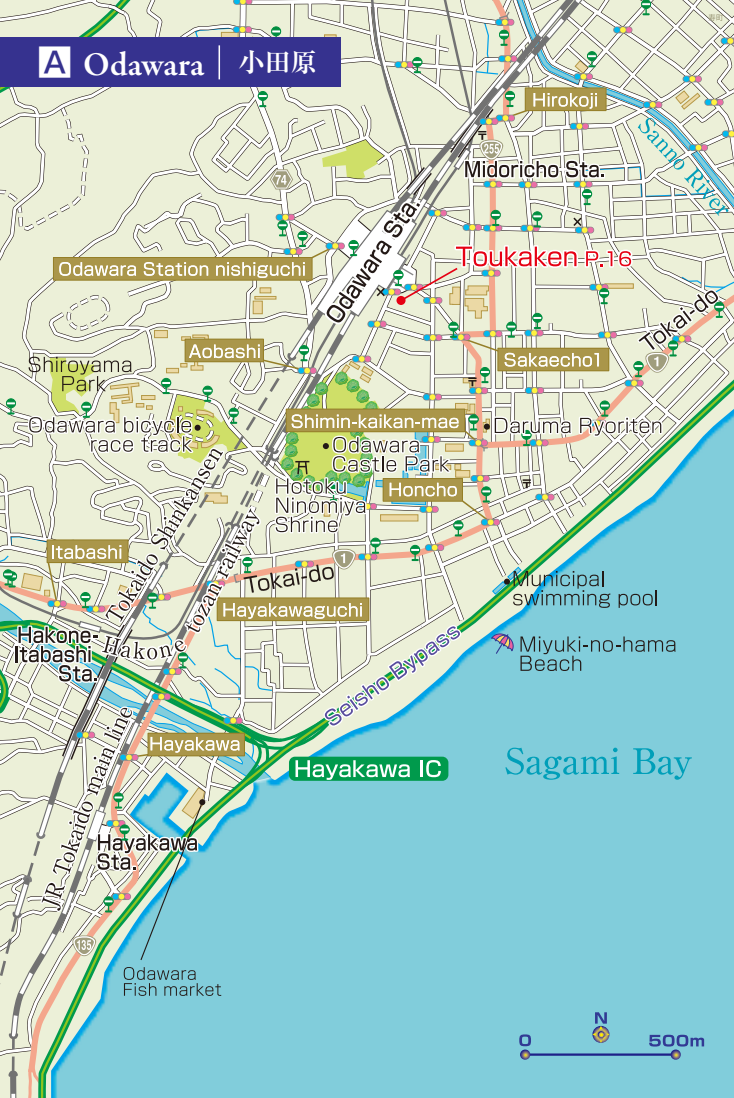 A Odawara | 小田原
Hirokoji
Sanno River
255
Midoricho Sta.
74
Odawara Sta.
Toukaken P.16
Odawara Station nishiguchi
Tokai-do
1
Aobashi
Sakaecho1
Shiroyama
Park
Odawara bicycle
race track
Shimin-kaikan-mae
Daruma Ryoriten
Odawara
Castle Park
Hotoku
Ninomiya
Shrine
Honcho
Tokaido Shinkansen
Itabashi
1
Tokai-do
Hakone tozan railway
Hayakawaguchi
Municipal
swimming pool
Hakone-
Itabashi
Sta.
Miyuki-no-hama
Beach
Seisho Bypass
Hayakawa
Hayakawa IC
Sagami Bay
JR Tokaido main line
Hayakawa
Sta.
135
Odawara
Fish market
N
0 500m